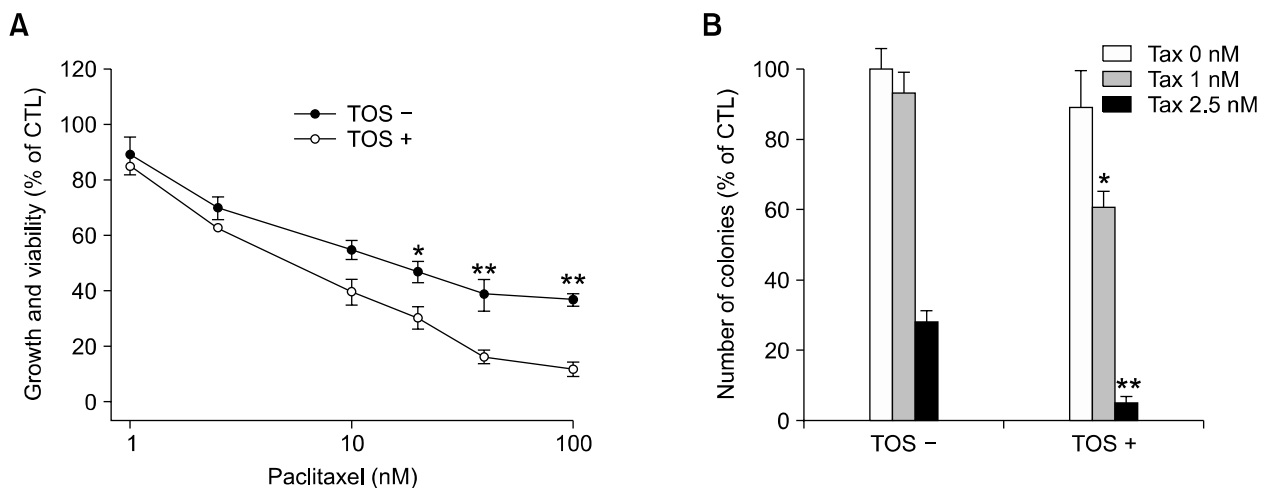 A
Growth and viability (% of CTL)
120
100
80
60
40
20
0
TOS −
TOS +
*
**
**
1
10
100
Paclitaxel (nM)
B
Number of colonies (% of CTL)
100
80
60
40
20
0
Tax 0 nM
Tax 1 nM
Tax 2.5 nM
*
**
TOS −
TOS +